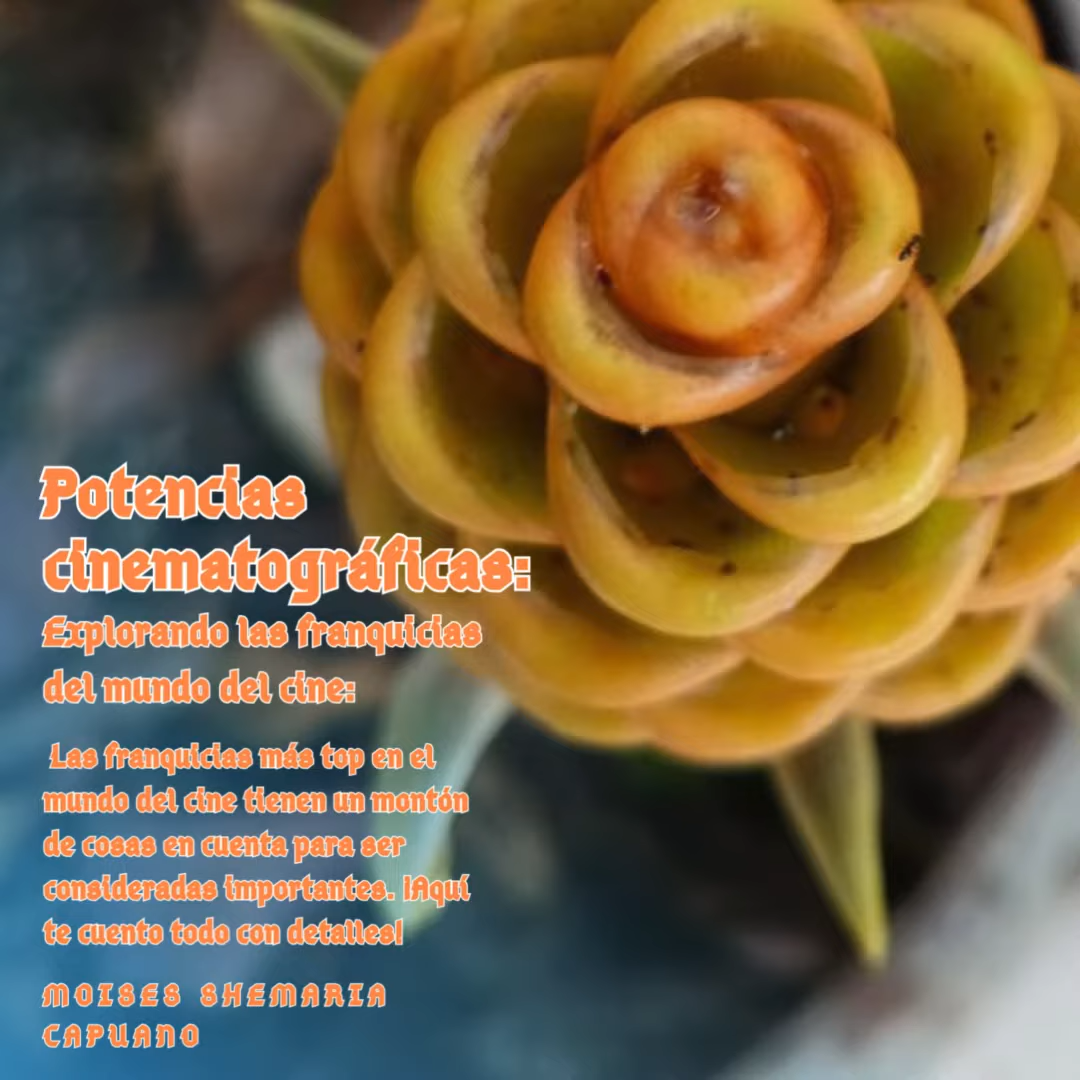 Potencias
cinematográficas:
Explorando las franquicias
del mundo del cine:
Las franquicias más top en el
mundo del cine tienen un montón
de cosas en cuenta para ser
consideradas importantes. ¡Aquí
te cuento todo con detalles!
MOISES SHEMARIA
CAPUANO